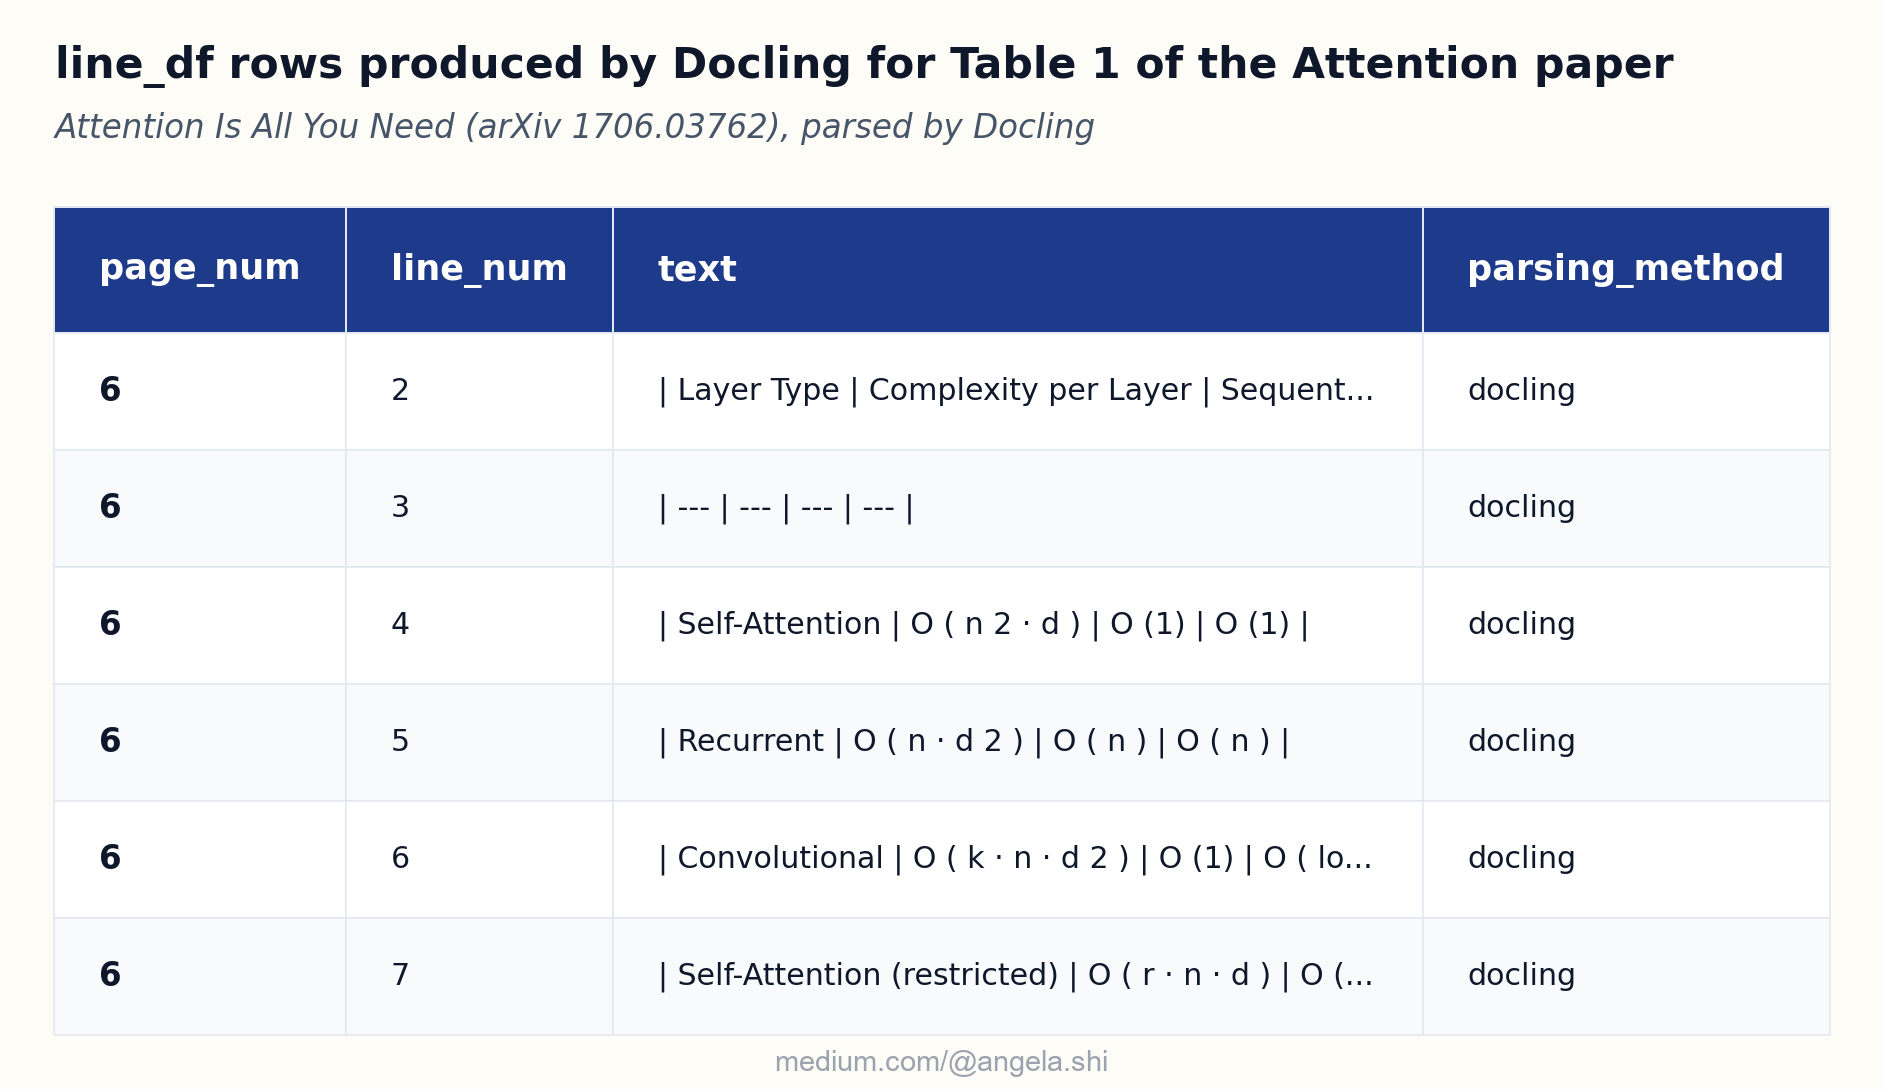 line_df rows produced by Docling for Table 1 of the Attention paper
Attention Is All You Need (arXiv 1706.03762), parsed by Docling
page_num line_num text parsing_method
6 2 | Layer Type | Complexity per Layer | Sequent... docling
6 3 | --- | --- | --- | --- | docling
6 4 | Self-Attention | O ( n 2 · d ) | O (1) | O (1) | docling
6 5 | Recurrent | O ( n · d 2 ) | O ( n ) | O ( n ) | docling
6 6 | Convolutional | O ( k · n · d 2 ) | O (1) | O ( lo... docling
6 7 | Self-Attention (restricted) | O ( r · n · d ) | O (... docling
medium.com/@angela.shi